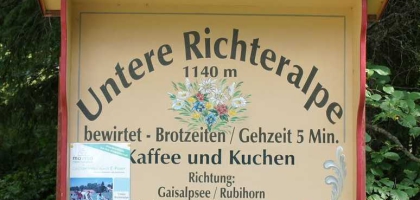 Untere Richteralpe
1140 m
bewirtet - Brotzeiten / Gehzeit 5 Min.
Kaffee und Kuchen
Richtung:
Gaisalpsee / Rubihorn